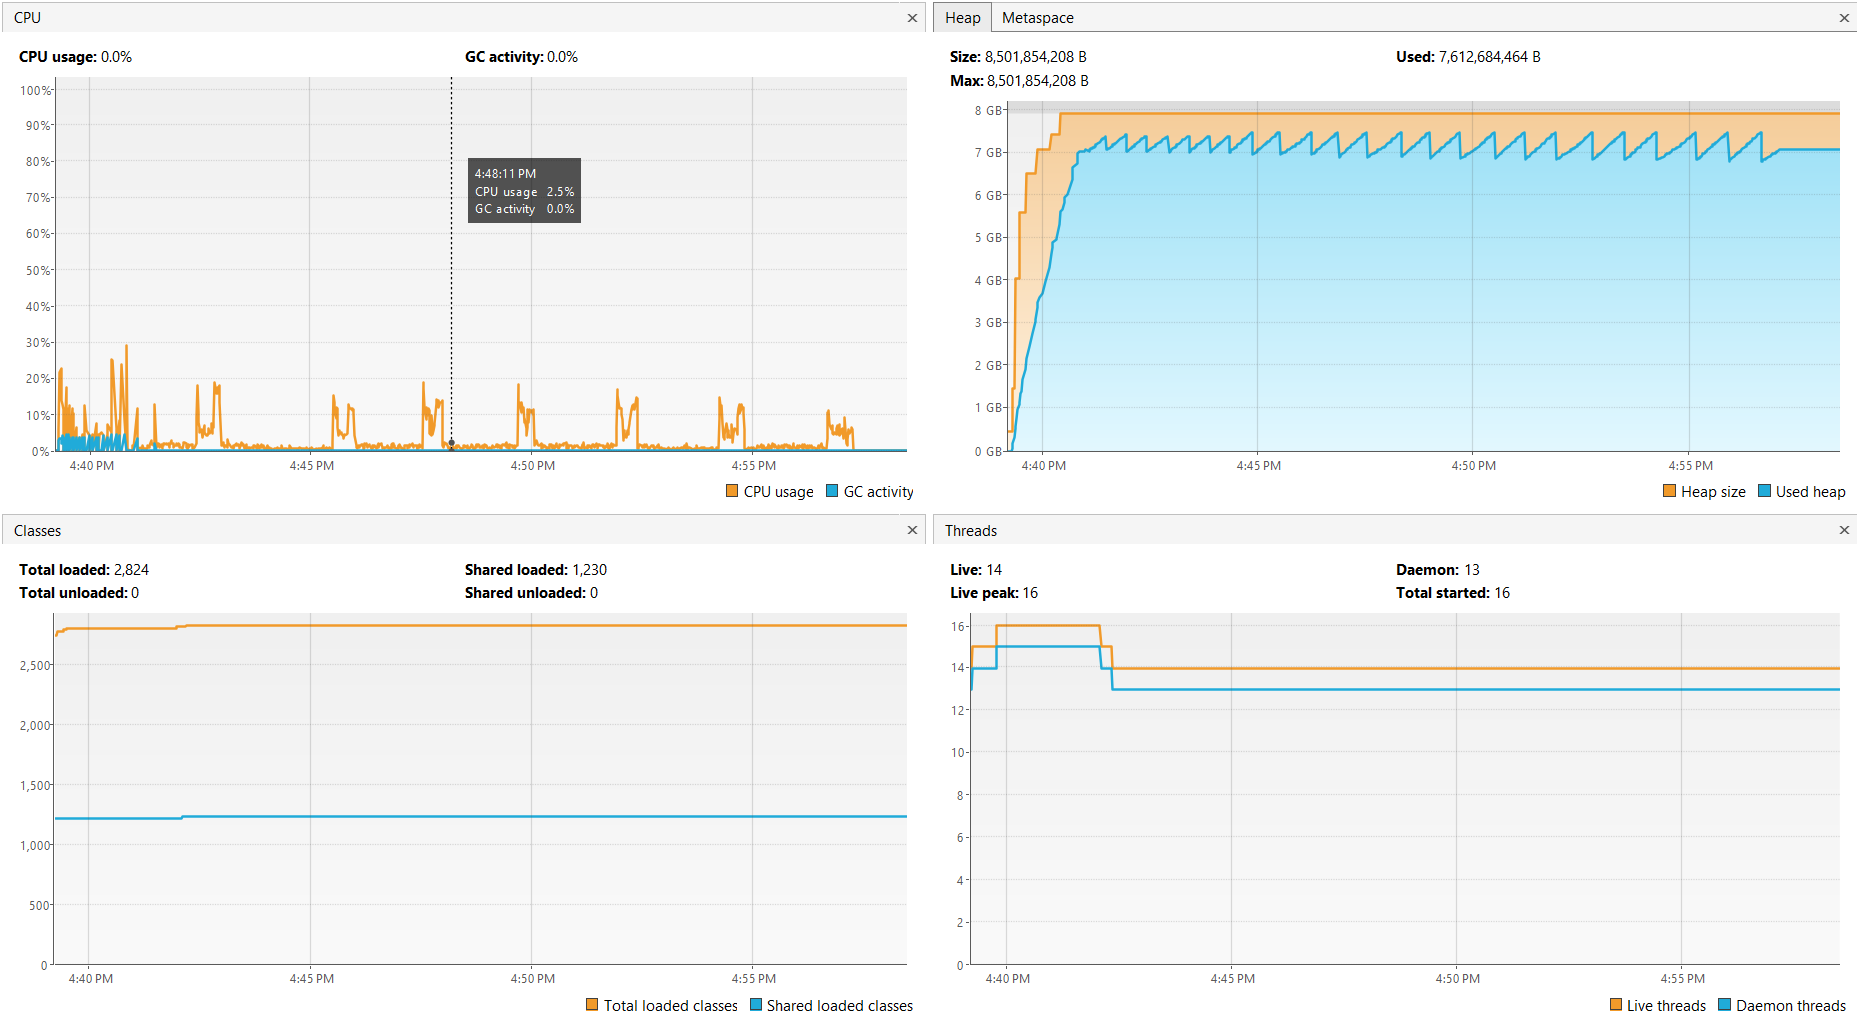 CPU
CPU usage: 0.0%
GC activity: 0.0%
100%
90%
80%
70%
60%
50%
40%
30%
20%
10%
0%
4:48:11 PM
CPU usage 2.5%
GC activity 0.0%
4:40 PM
4:45 PM
4:50 PM
4:55 PM
CPU usage
GC activity
Heap
Metaspace
Size: 8,501,854,208 B
Used: 7,612,684,464 B
Max: 8,501,854,208 B
8 GB
7 GB
6 GB
5 GB
4 GB
3 GB
2 GB
1 GB
0 GB
4:40 PM
4:45 PM
4:50 PM
4:55 PM
Heap size
Used heap
Classes
Total loaded: 2,824
Shared loaded: 1,230
Total unloaded: 0
Shared unloaded: 0
2,500
2,000
1,500
1,000
500
0
4:40 PM
4:45 PM
4:50 PM
4:55 PM
Total loaded classes
Shared loaded classes
Threads
Live: 14
Daemon: 13
Live peak: 16
Total started: 16
16
14
12
10
8
6
4
2
0
4:40 PM
4:45 PM
4:50 PM
4:55 PM
Live threads
Daemon threads